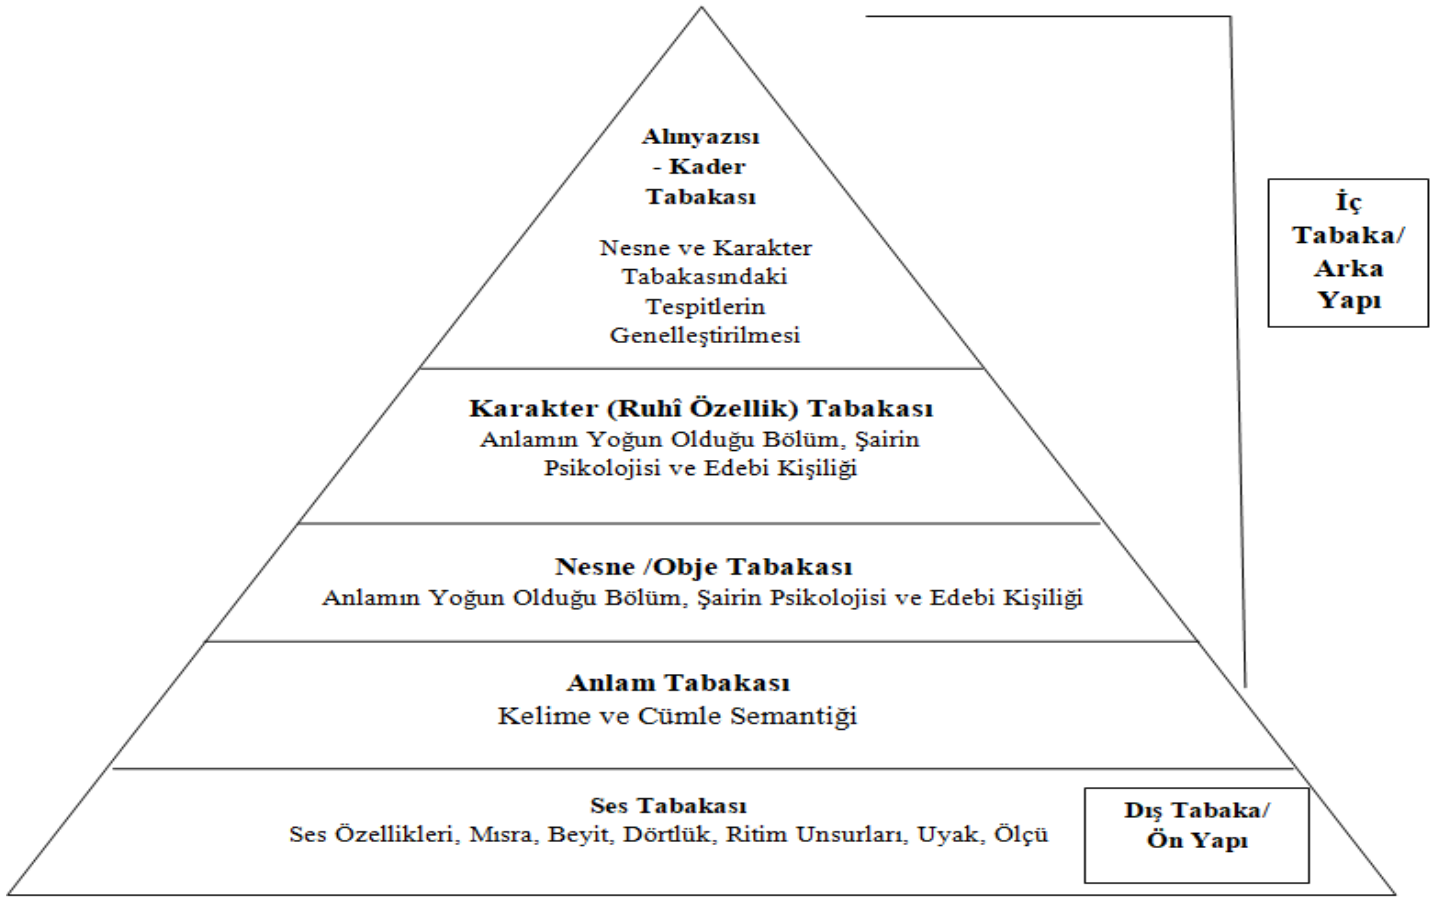 Alınyazısı
- Kader
Tabakası
Nesne ve Karakter
Tabakasındaki
Tespitlerin
Genelleştirilmesi
Karakter (Ruhî Özellik) Tabakası
Anlamın Yoğun Olduğu Bölüm, Şairin
Psikolojisi ve Edebi Kişiliği
Nesne /Obje Tabakası
Anlamın Yoğun Olduğu Bölüm, Şairin Psikolojisi ve Edebi Kişiliği
Anlam Tabakası
Kelime ve Cümle Semantiği
Ses Tabakası
Ses Özellikleri, Mısra, Beyit, Dörtlük, Ritim Unsurları, Uyak, Ölçü
Dış Tabaka/
Ön Yapı
İç
Tabaka/
Arka
Yapı